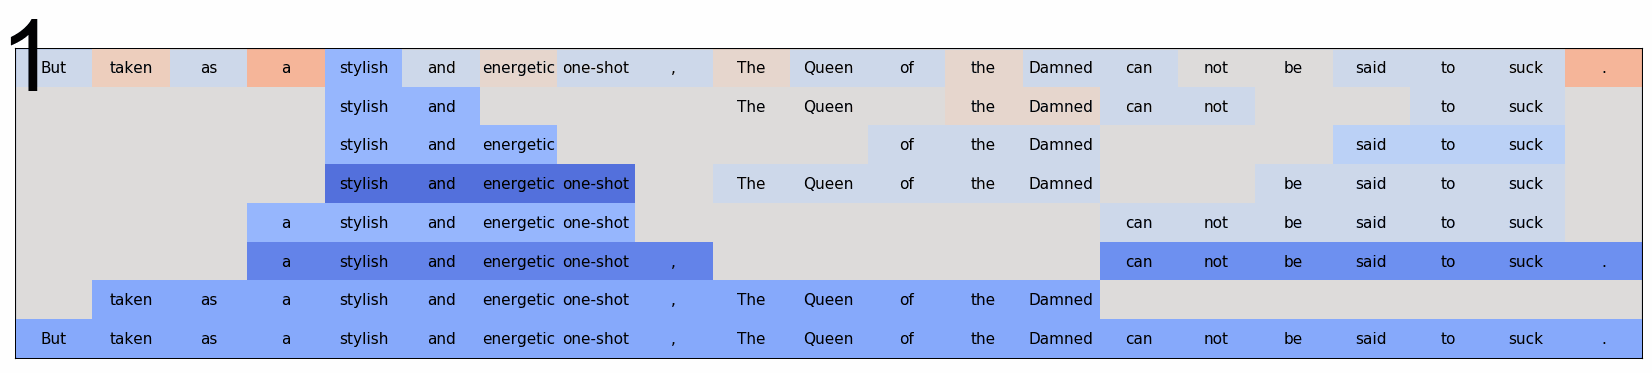 1
But taken as a stylish and energetic one-shot , The Queen of the Damned can not be said to suck .
stylish and The Queen the Damned can not to suck
stylish and energetic of the Damned said to suck
stylish and energetic one-shot The Queen of the Damned be said to suck
a stylish and energetic one-shot can not be said to suck
a stylish and energetic one-shot , can not be said to suck .
taken as a stylish and energetic one-shot , The Queen of the Damned
But taken as a stylish and energetic one-shot , The Queen of the Damned can not be said to suck .